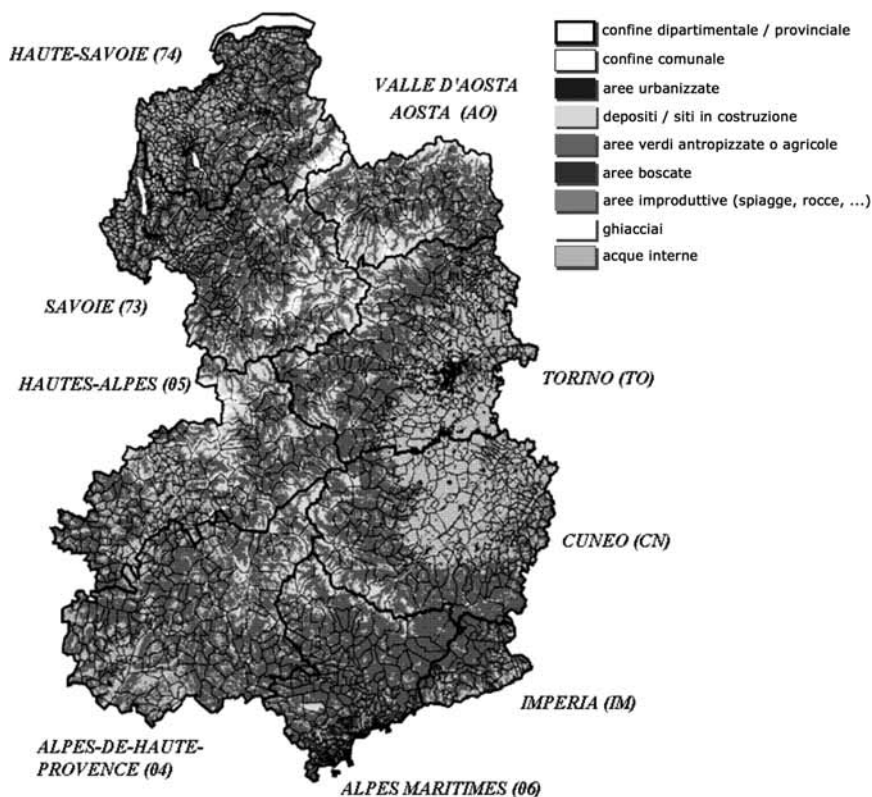 HAUTE-SAVOIE (74)
VALLE D'AOSTA
AOSTA (AO)
SAVOIE (73)
HAUTES-ALPES (05)
TORINO (TO)
CUNEO (CN)
IMPERIA (IM)
ALPES-DE-HAUTE-
PROVENCE (04)
ALPES MARITIMES (06)
confine dipartimentale / provinciale
confine comunale
aree urbanizzate
depositi / siti in costruzione
aree verdi antropizzate o agricole
aree boscate
aree improduttive (spiagge, rocce, ...)
ghiacciai
acque interne